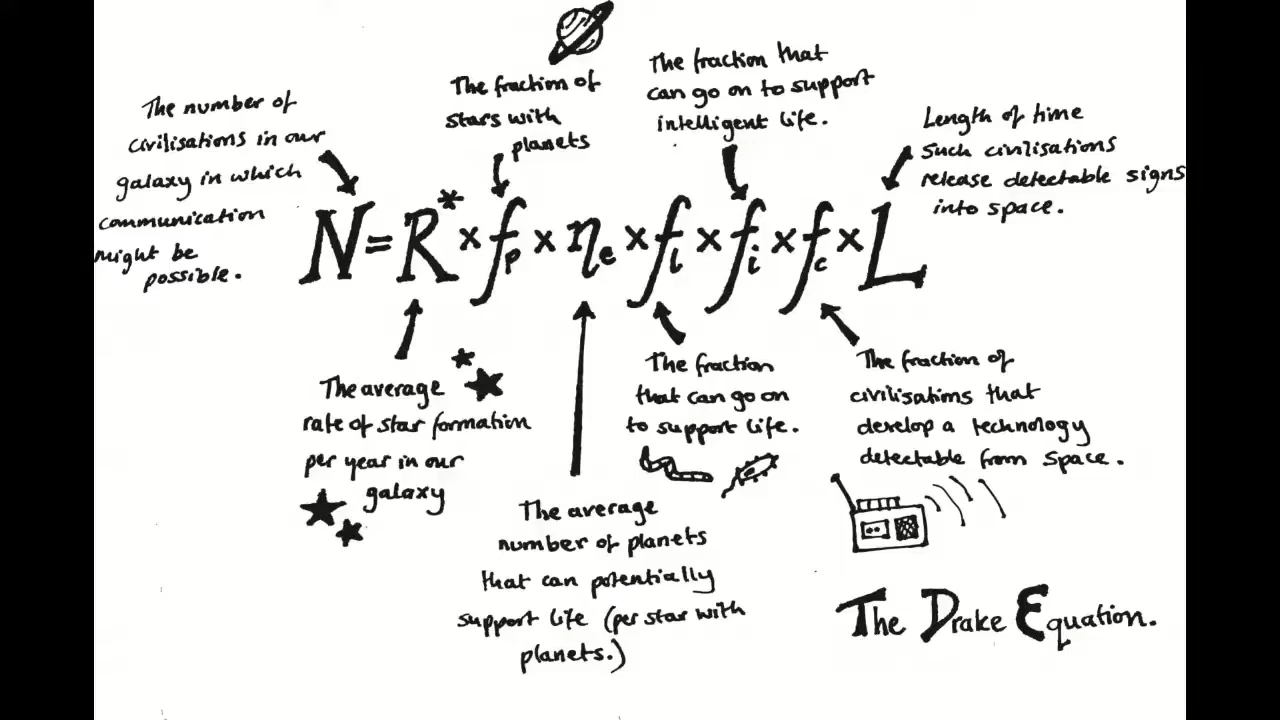 The number of
civilisations in our
galaxy in which
communication
might be
possible.
The fraction of
stars with
planets
The fraction that
can go on to support
intelligent life.
Length of time
such civilisations
release detectable signs
into space.
N = R* × fp × ηe × fl × fi × fc × L
The average
rate of star formation
per year in our
galaxy
The average
number of planets
that can potentially
support life (per star with
planets.)
The fraction
that can go on
to support life.
The fraction of
civilisations that
develop a technology
detectable from space.
The Drake Equation.